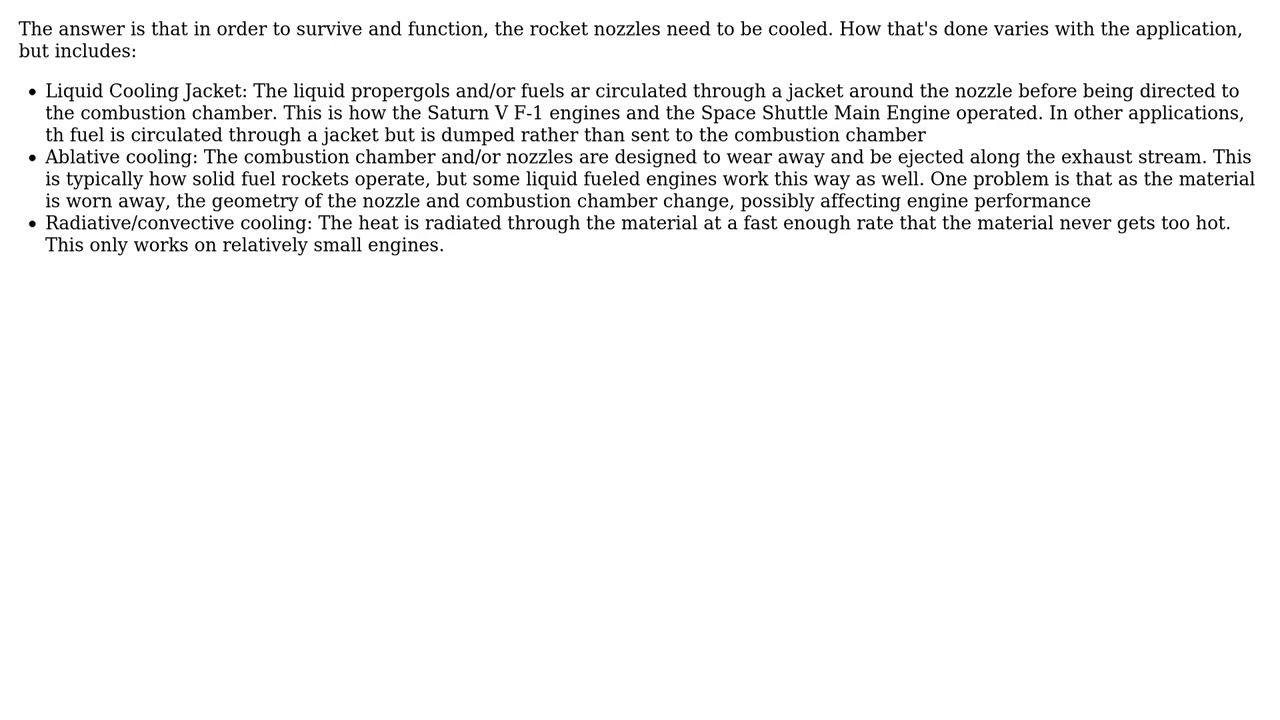 The answer is that in order to survive and function, the rocket nozzles need to be cooled. How that's done varies with the application,
but includes:
• Liquid Cooling Jacket: The liquid propergols and/or fuels ar circulated through a jacket around the nozzle before being directed to
the combustion chamber. This is how the Saturn V F-1 engines and the Space Shuttle Main Engine operated. In other applications,
th fuel is circulated through a jacket but is dumped rather than sent to the combustion chamber
• Ablative cooling: The combustion chamber and/or nozzles are designed to wear away and be ejected along the exhaust stream. This
is typically how solid fuel rockets operate, but some liquid fueled engines work this way as well. One problem is that as the material
is worn away, the geometry of the nozzle and combustion chamber change, possibly affecting engine performance
• Radiative/convective cooling: The heat is radiated through the material at a fast enough rate that the material never gets too hot.
This only works on relatively small engines.